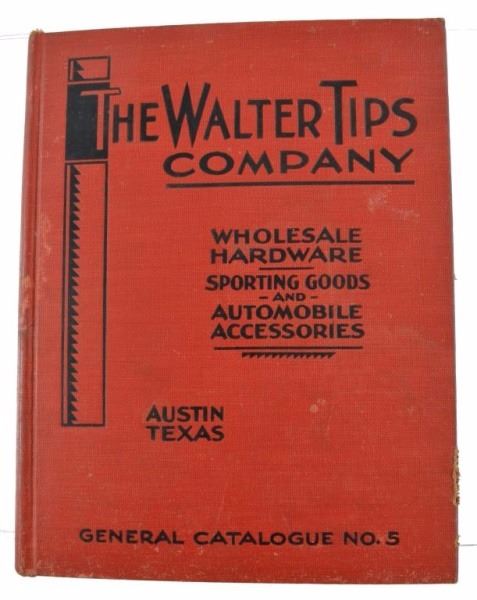 THE WALTER TIPS
COMPANY
WHOLESALE
HARDWARE
SPORTING GOODS
- AND -
AUTOMOBILE
ACCESSORIES
AUSTIN
TEXAS
GENERAL CATALOGUE NO. 5